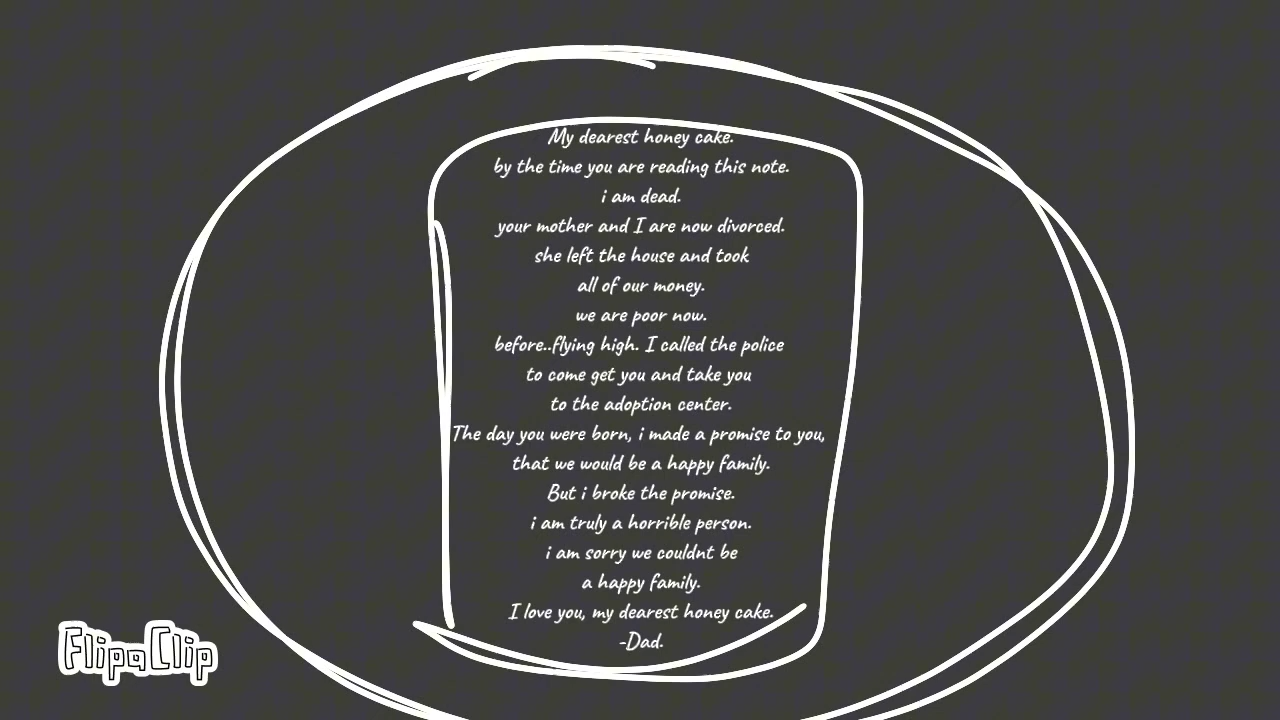 My dearest honey cake.
by the time you are reading this note.
i am dead.
your mother and I are now divorced.
she left the house and took
all of our money.
we are poor now.
before..flying high. I called the police
to come get you and take you
to the adoption center.
The day you were born, i made a promise to you,
that we would be a happy family.
But i broke the promise.
i am truly a horrible person.
i am sorry we couldnt be
a happy family.
I love you, my dearest honey cake.
-Dad.
FlipaClip